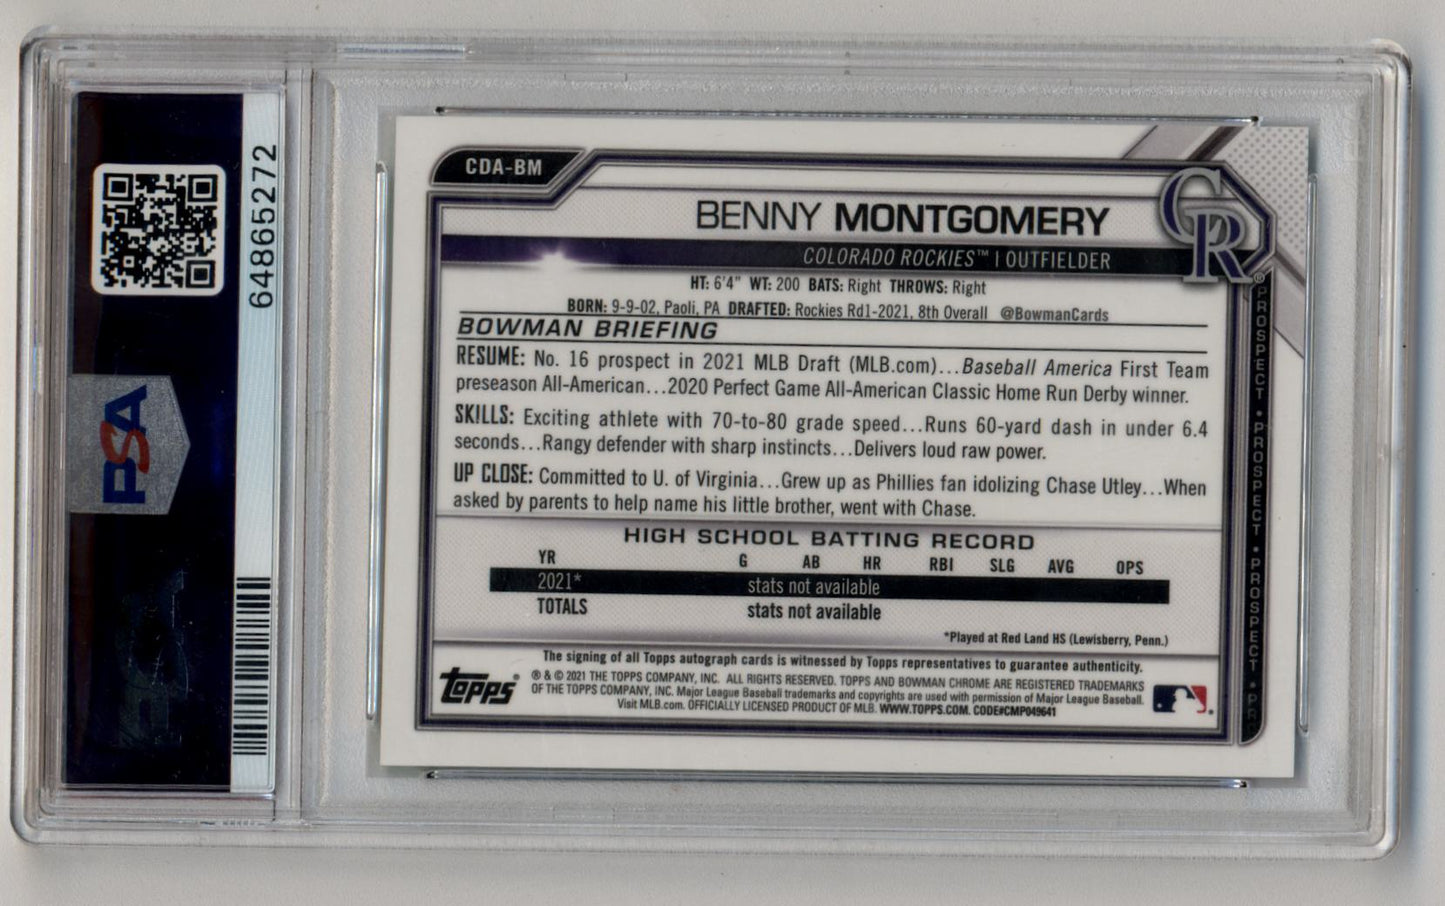 64865272
PSA
CDA-BM
BENNY MONTGOMERY
CR
COLORADO ROCKIES™ | OUTFIELDER
HT: 6'4" WT: 200 BATS: Right THROWS: Right
BORN: 9-9-02, Paoli, PA DRAFTED: Rockies Rd1-2021, 8th Overall @BowmanCards
BOWMAN BRIEFING
RESUME: No. 16 prospect in 2021 MLB Draft (MLB.com)...Baseball America First Team
preseason All-American...2020 Perfect Game All-American Classic Home Run Derby winner.
SKILLS: Exciting athlete with 70-to-80 grade speed...Runs 60-yard dash in under 6.4
seconds...Rangy defender with sharp instincts...Delivers loud raw power.
UP CLOSE: Committed to U. of Virginia...Grew up as Phillies fan idolizing Chase Utley...When
asked by parents to help name his little brother, went with Chase.
HIGH SCHOOL BATTING RECORD
YR G AB HR RBI SLG AVG OPS
2021* stats not available
TOTALS stats not available
*Played at Red Land HS (Lewisberry, Penn.)
The signing of all Topps autograph cards is witnessed by Topps representatives to guarantee authenticity.
Topps®
® & © 2021 THE TOPPS COMPANY, INC. ALL RIGHTS RESERVED. TOPPS AND BOWMAN CHROME ARE REGISTERED TRADEMARKS
OF THE TOPPS COMPANY, INC. Major League Baseball trademarks and copyrights are used with permission of Major League Baseball.
Visit MLB.com. OFFICIALLY LICENSED PRODUCT OF MLB. WWW.TOPPS.COM. CODE#CMP049641
PROSPECT • PROSPECT • PROSPECT • PR